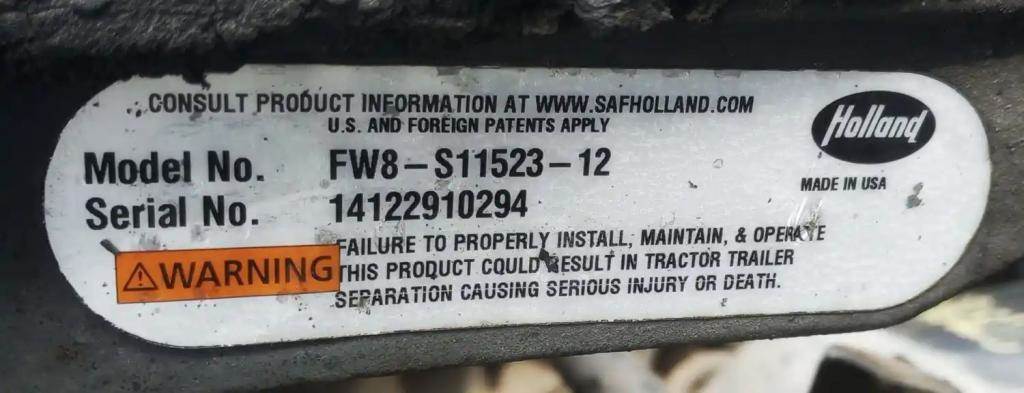 CONSULT PRODUCT INFORMATION AT WWW.SAFHOLLAND.COM
U.S. AND FOREIGN PATENTS APPLY
Holland
MADE IN USA
Model No. FW8-S11523-12
Serial No. 14122910294
WARNING
FAILURE TO PROPERLY INSTALL, MAINTAIN, & OPERATE
THIS PRODUCT COULD RESULT IN TRACTOR TRAILER
SEPARATION CAUSING SERIOUS INJURY OR DEATH.